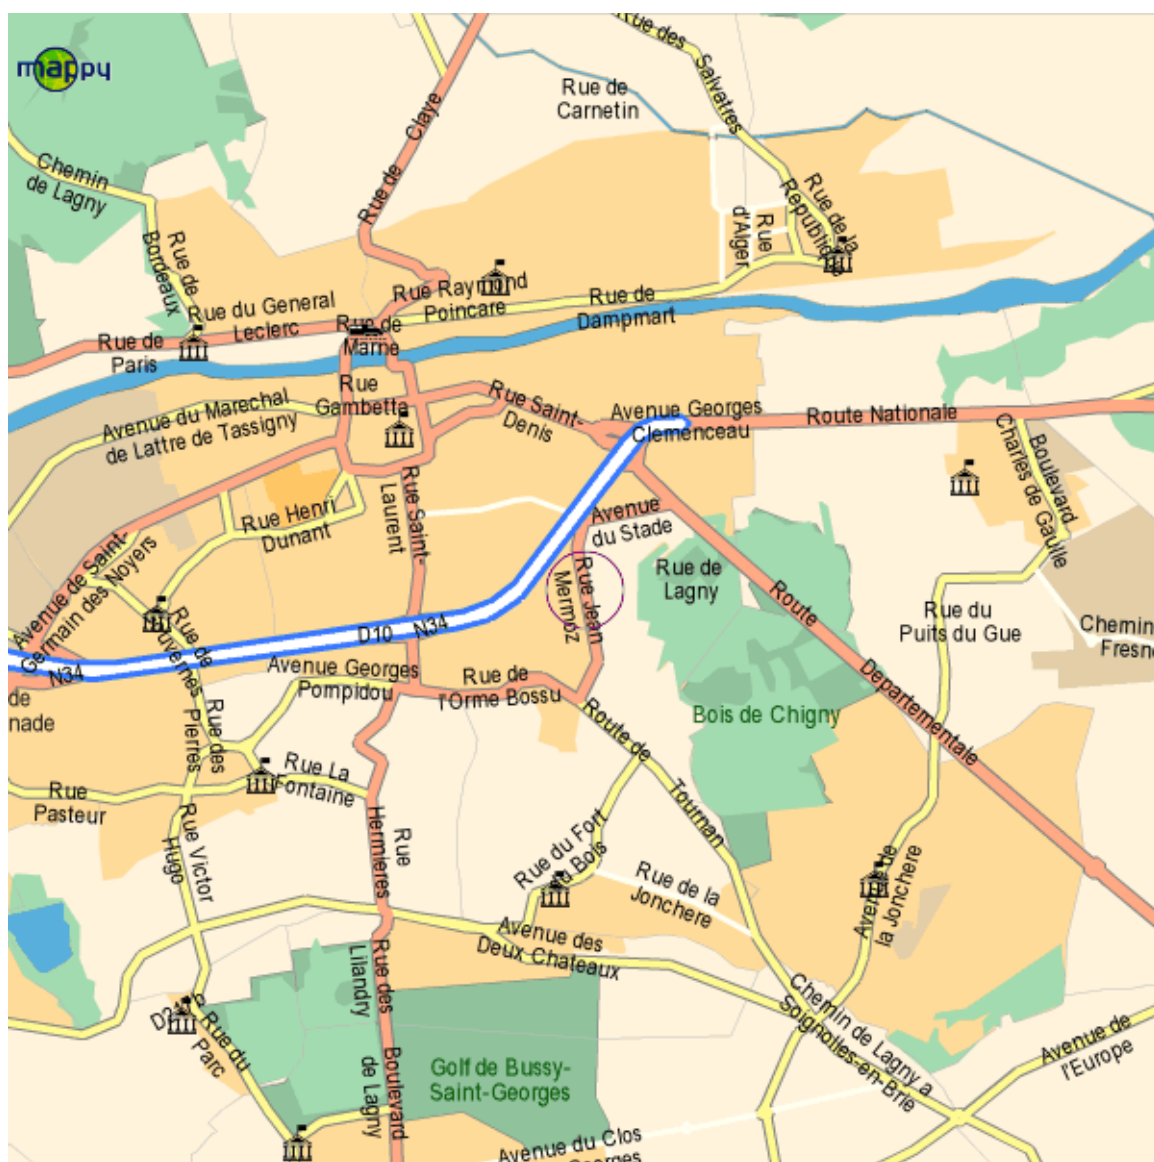 mappy
Rue des
Salvatres
Rue de
Carnetin
Rue de
Claye
Chemin
de Lagny
Rue de
Bordeaux
Rue de la
Republique
Rue
d'Alger
Rue du General
Leclerc
Rue Raymond
Poincare
Rue de
Dampmart
Rue de
Paris
Rue de
Marne
Rue
Gambetta
Avenue du Marechal
de Lattre de Tassigny
Rue Saint-
Denis
Avenue Georges
Clemenceau
Route Nationale
Boulevard
Charles de Gaulle
Rue Henri
Dunant
Rue Saint-
Laurent
Avenue
du Stade
Avenue de Saint-
Germain des Noyers
Rue Jean
Mermoz
Rue de
Lagny
Route
Departementale
Rue du
Puits du Gue
Chemin
Fresn
Rue de
D10
N34
N34
Avenue Georges
Pompidou
Rue de
l'Orme Bossu
de
nade
Rue des
Pierres
Bois de Chigny
Route de
Tournan
Rue
Pasteur
Rue La
Fontaine
Rue
Hermieres
Rue Victor
Hugo
Rue du Fort
du Bois
Rue de la
Jonchere
Avenue de
la Jonchere
Avenue des
Deux Chateaux
Rue des
Lilandry
Chemin de Lagny a
Soignolles-en-Brie
Rue du
Parc
Avenue de
l'Europe
Golf de Bussy-
Saint-Georges
Boulevard
de Lagny
Avenue du Clos